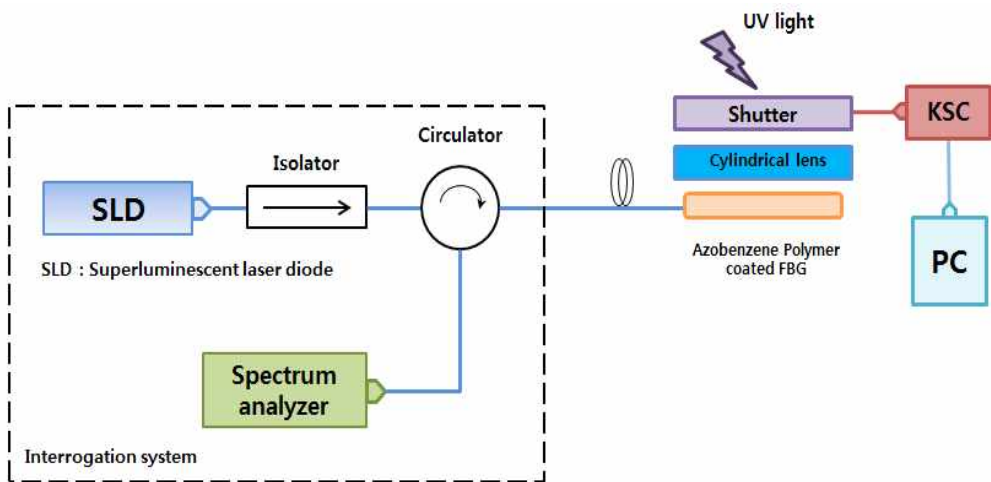 UV light
Shutter
KSC
Circulator
Isolator
Cylindrical lens
SLD
Azobenzene Polymer
coated FBG
PC
SLD : Superluminescent laser diode
Spectrum
analyzer
Interrogation system